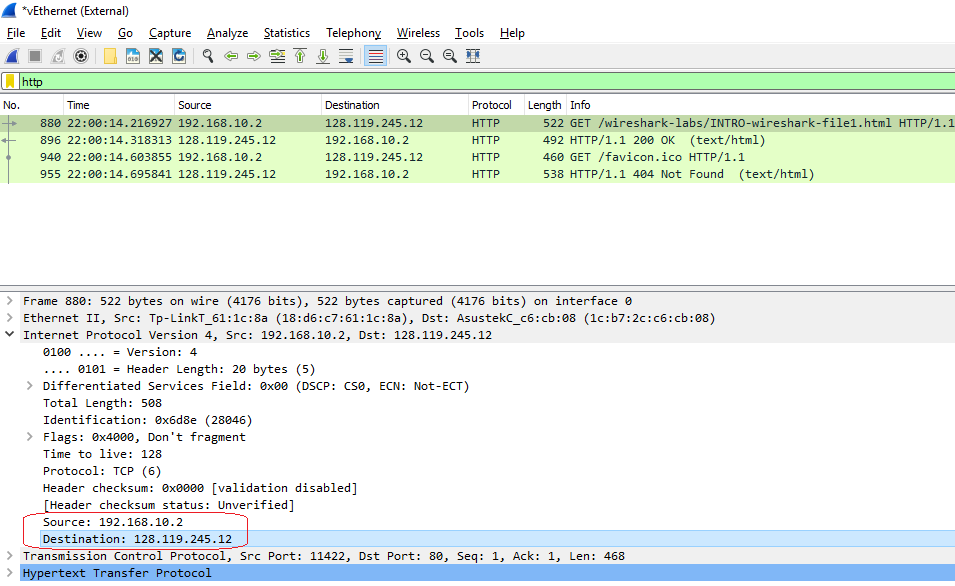 *vEthernet (External)
File Edit View Go Capture Analyze Statistics Telephony Wireless Tools Help
http
No. Time Source Destination Protocol Length Info
880 22:00:14.216927 192.168.10.2 128.119.245.12 HTTP 522 GET /wireshark-labs/INTRO-wireshark-file1.html HTTP/1.1
896 22:00:14.318313 128.119.245.12 192.168.10.2 HTTP 492 HTTP/1.1 200 OK (text/html)
940 22:00:14.603855 192.168.10.2 128.119.245.12 HTTP 460 GET /favicon.ico HTTP/1.1
955 22:00:14.695841 128.119.245.12 192.168.10.2 HTTP 538 HTTP/1.1 404 Not Found (text/html)
Frame 880: 522 bytes on wire (4176 bits), 522 bytes captured (4176 bits) on interface 0
Ethernet II, Src: Tp-LinkT_61:1c:8a (18:d6:c7:61:1c:8a), Dst: AsustekC_c6:cb:08 (1c:b7:2c:c6:cb:08)
Internet Protocol Version 4, Src: 192.168.10.2, Dst: 128.119.245.12
0100 .... = Version: 4
.... 0101 = Header Length: 20 bytes (5)
Differentiated Services Field: 0x00 (DSCP: CS0, ECN: Not-ECT)
Total Length: 508
Identification: 0x6d8e (28046)
Flags: 0x4000, Don't fragment
Time to live: 128
Protocol: TCP (6)
Header checksum: 0x0000 [validation disabled]
[Header checksum status: Unverified]
Source: 192.168.10.2
Destination: 128.119.245.12
Transmission Control Protocol, Src Port: 11422, Dst Port: 80, Seq: 1, Ack: 1, Len: 468
Hypertext Transfer Protocol